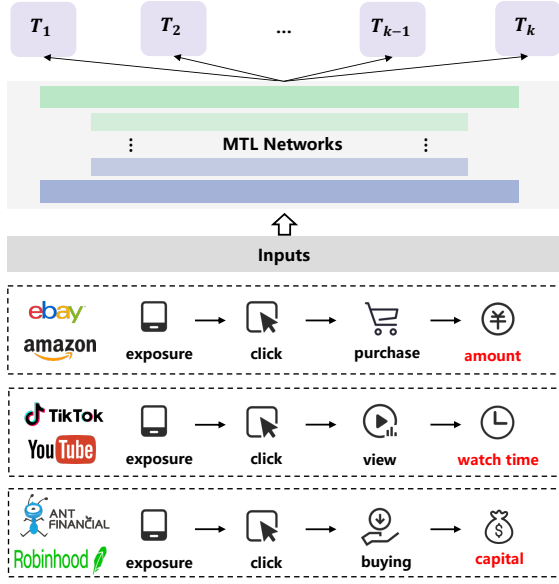 T₁ T₂ ... Tₖ₋₁ Tₖ
MTL Networks
Inputs
ebay
amazon
exposure click purchase amount
TikTok
YouTube
exposure click view watch time
ANT
FINANCIAL
Robinhood
exposure click buying capital